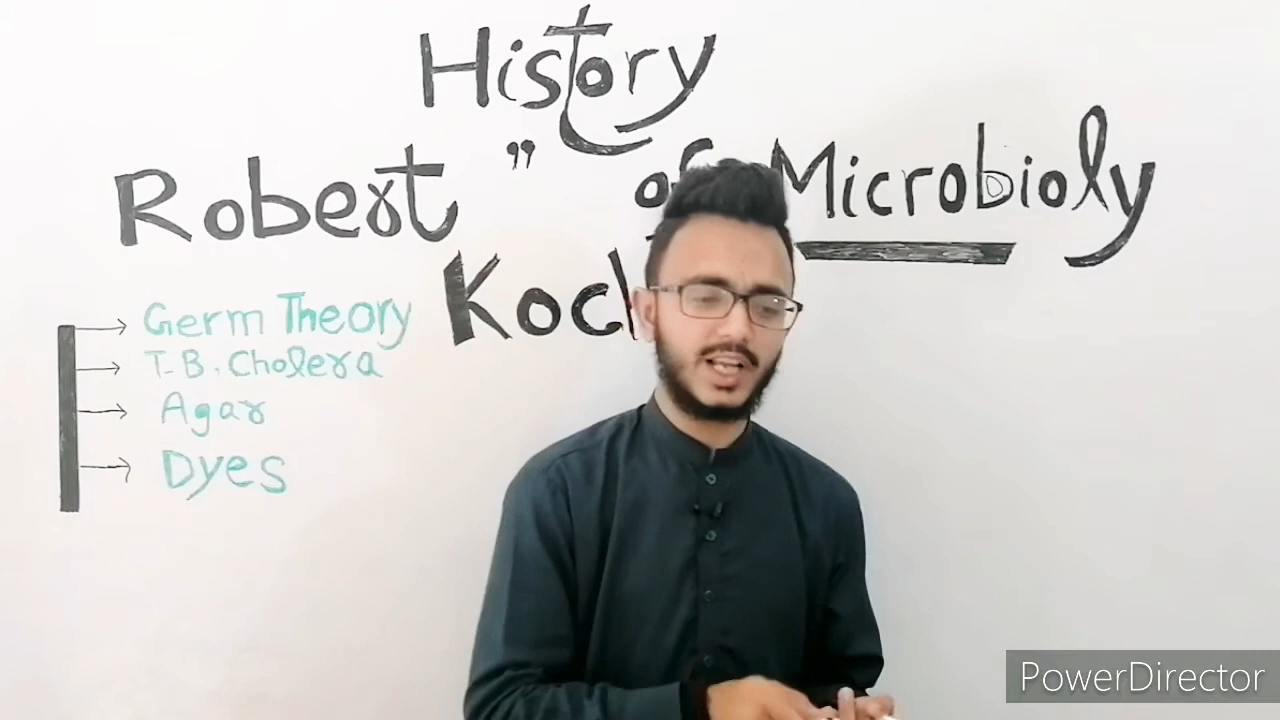 History
of Microbioly
Robert "
Koch
Germ Theory
T-B. Cholera
Agar
Dyes
PowerDirector